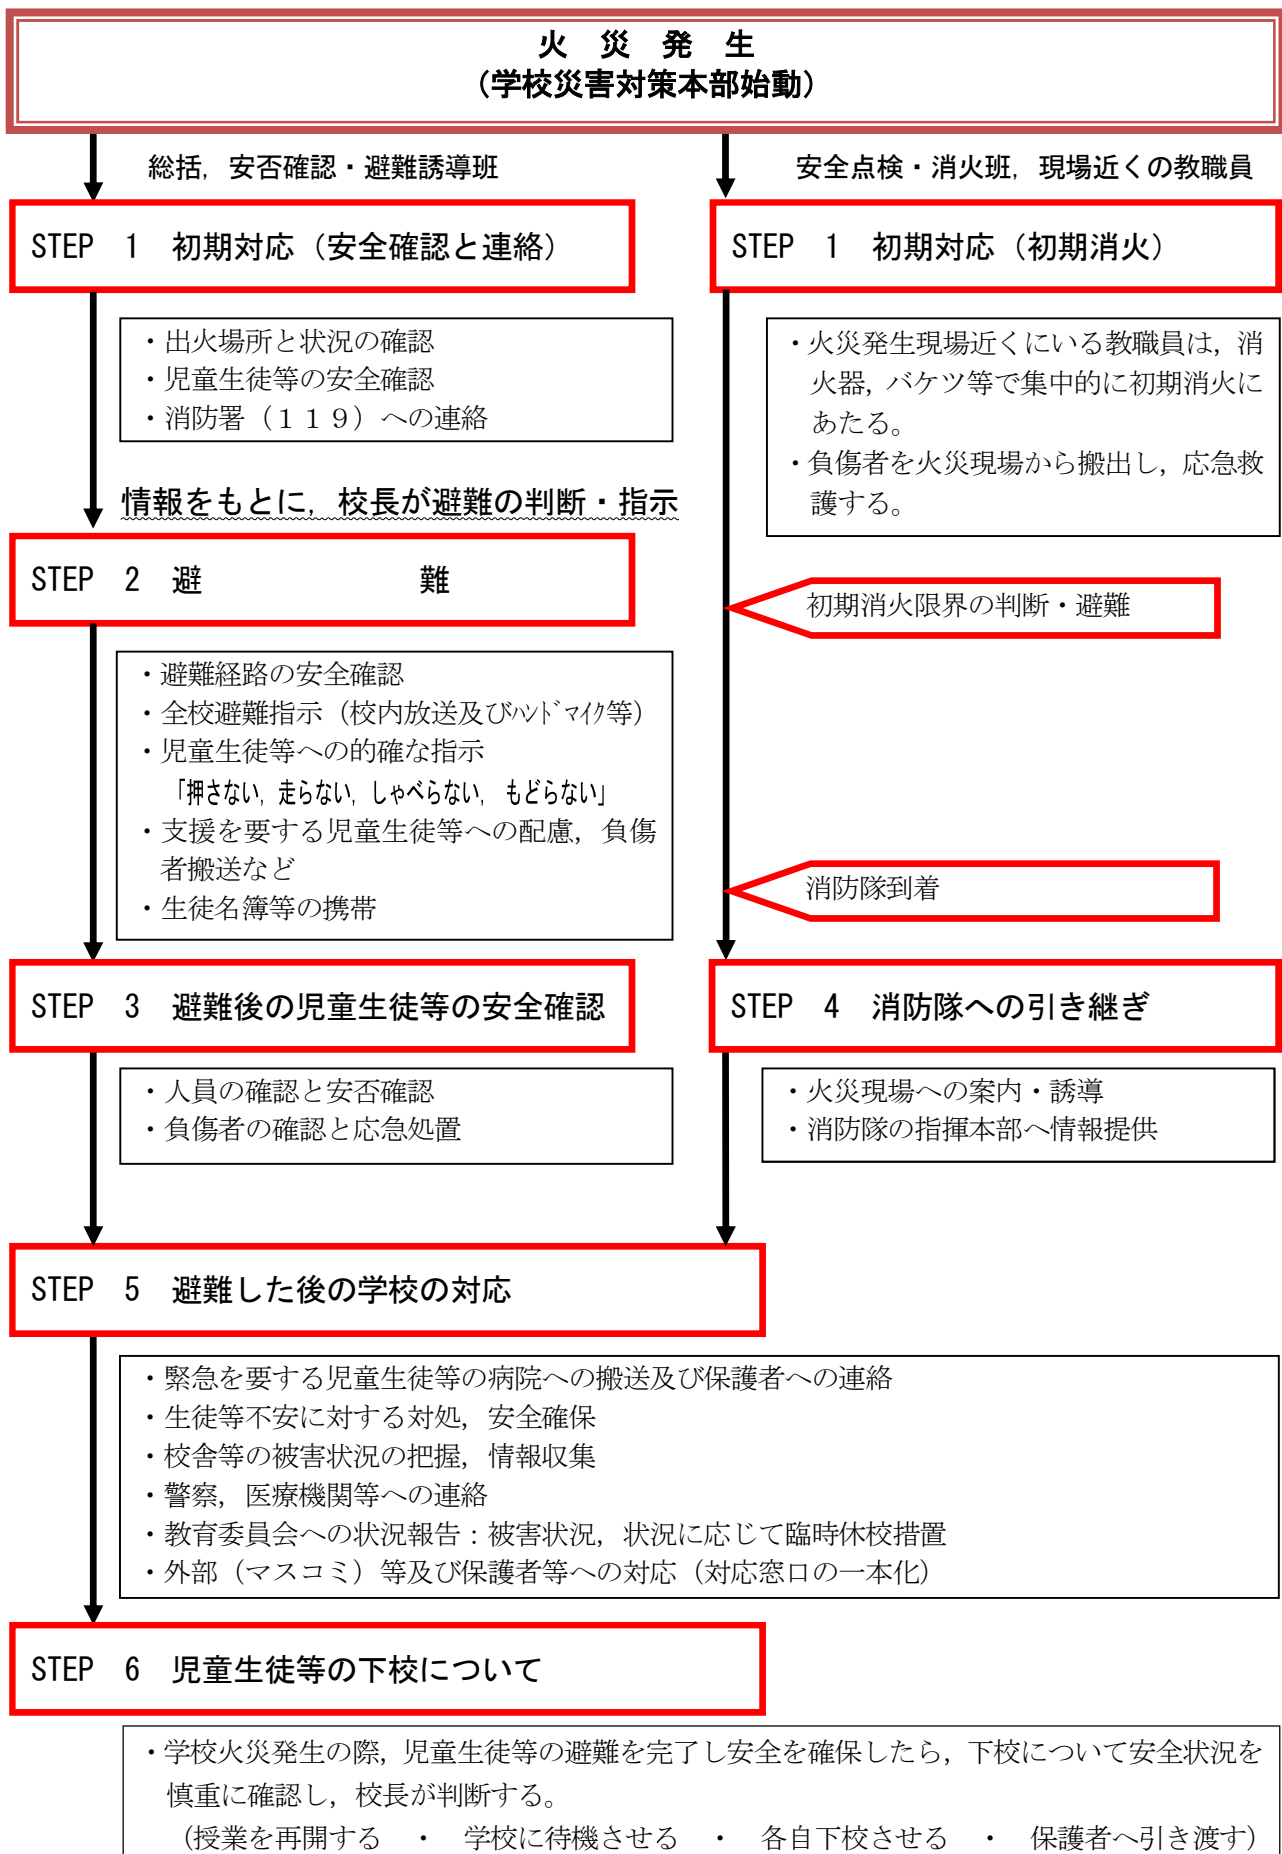 火　災　発　生
（学校災害対策本部始動）
総括，安否確認・避難誘導班
安全点検・消火班，現場近くの教職員
STEP　1　初期対応（安全確認と連絡）
STEP　1　初期対応（初期消火）
・出火場所と状況の確認
・児童生徒等の安全確認
・消防署（１１９）への連絡
・火災発生現場近くにいる教職員は，消
火器，バケツ等で集中的に初期消火に
あたる。
・負傷者を火災現場から搬出し，応急救
護する。
情報をもとに，校長が避難の判断・指示
STEP　2　避　　　　　　　難
初期消火限界の判断・避難
・避難経路の安全確認
・全校避難指示（校内放送及びﾊﾝﾄﾞﾏｲｸ等）
・児童生徒等への的確な指示
「押さない，走らない，しゃべらない，もどらない」
・支援を要する児童生徒等への配慮，負傷
者搬送など
・生徒名簿等の携帯
消防隊到着
STEP　3　避難後の児童生徒等の安全確認
STEP　4　消防隊への引き継ぎ
・人員の確認と安否確認
・負傷者の確認と応急処置
・火災現場への案内・誘導
・消防隊の指揮本部へ情報提供
STEP　5　避難した後の学校の対応
・緊急を要する児童生徒等の病院への搬送及び保護者への連絡
・生徒等不安に対する対処，安全確保
・校舎等の被害状況の把握，情報収集
・警察，医療機関等への連絡
・教育委員会への状況報告：被害状況，状況に応じて臨時休校措置
・外部（マスコミ）等及び保護者等への対応（対応窓口の一本化）
STEP　6　児童生徒等の下校について
・学校火災発生の際，児童生徒等の避難を完了し安全を確保したら，下校について安全状況を
慎重に確認し，校長が判断する。
（授業を再開する　・　学校に待機させる　・　各自下校させる　・　保護者へ引き渡す）